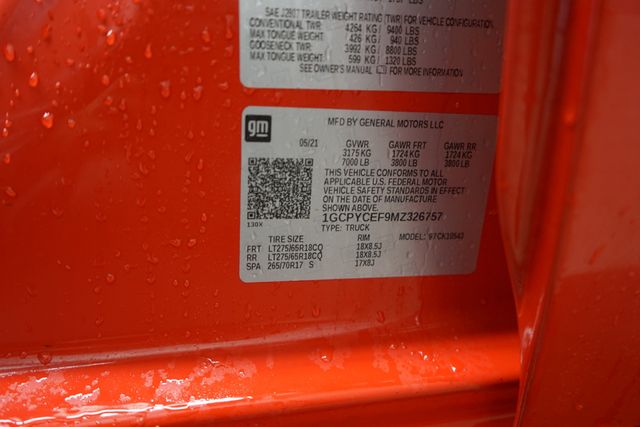 SAE J2807 TRAILER WEIGHT RATING (TWR) FOR VEHICLE CONFIGURATION
CONVENTIONAL TWR: 4264 KG/ 9400 LBS
MAX TONGUE TWR: 426 KG/ 940 LBS
GOOSENECK TWR: 3992 KG/ 8800 LBS
MAX TONGUE TWR: 599 KG/ 1320 LBS
SEE OWNER'S MANUAL FOR MORE INFORMATION
gm
MFD BY GENERAL MOTORS LLC
05/21 GVWR GAWR FRT GAWR RR
3175 KG 1724 KG 1724 KG
7000 LB 3800 LB 3800 LB
THIS VEHICLE CONFORMS TO ALL
APPLICABLE U.S. FEDERAL MOTOR
VEHICLE SAFETY STANDARDS IN EFFECT
ON THE DATE OF MANUFACTURE
SHOWN ABOVE.
1GCPYCEF9MZ326757
130X
TYPE: TRUCK
TIRE SIZE RIM MODEL: 97CK10543
FRT LT275/65R18CQ 18X8.5J
RR LT275/65R18CQ 18X8.5J
SPA 265/70R17 S 17X8J